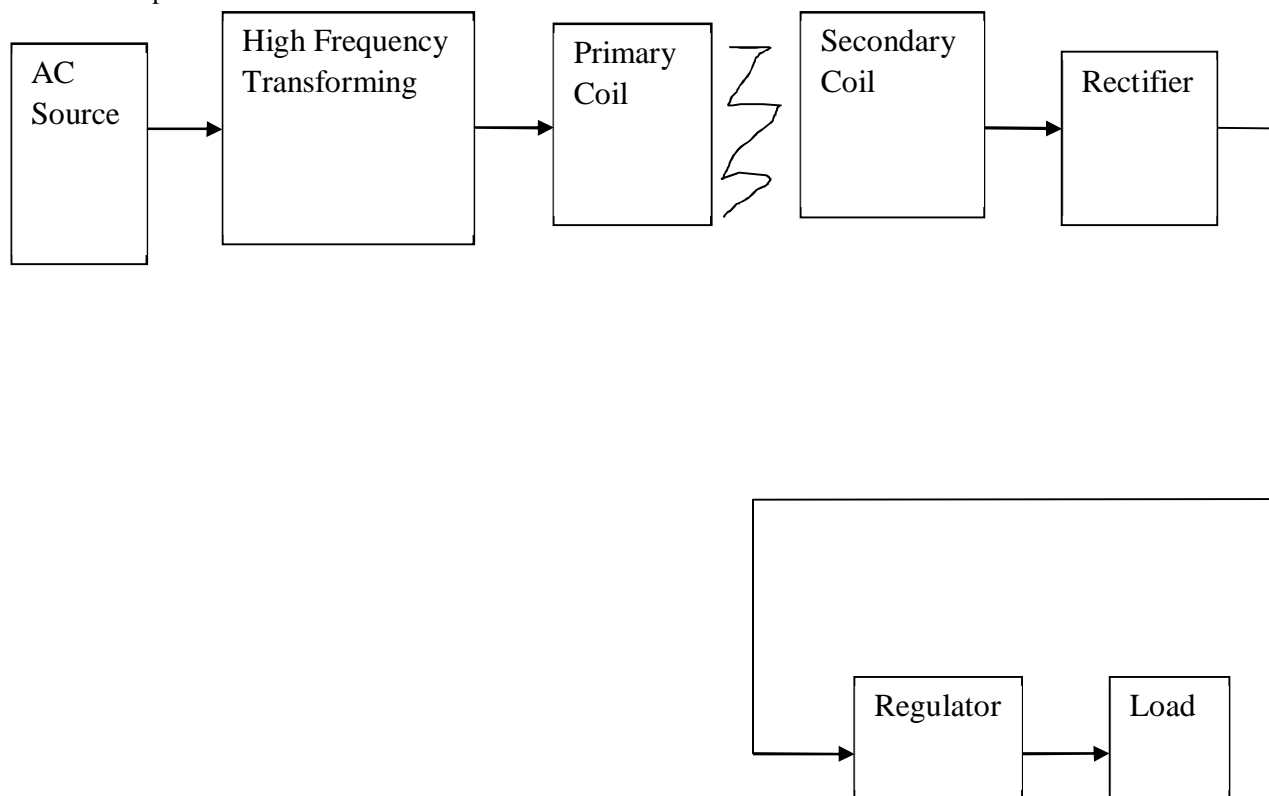 AC
Source
High Frequency
Transforming
Primary
Coil
Secondary
Coil
Rectifier
Regulator
Load